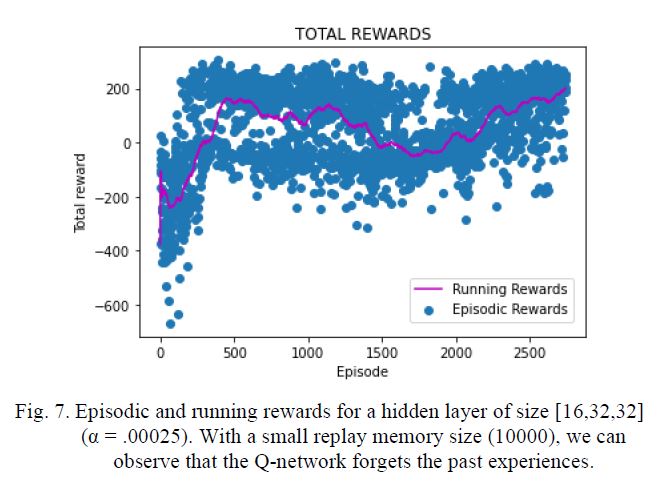 TOTAL REWARDS
Total reward
200
0
−200
−400
−600
Running Rewards
Episodic Rewards
0 500 1000 1500 2000 2500
Episode
Fig. 7. Episodic and running rewards for a hidden layer of size [16,32,32]
(α = .00025). With a small replay memory size (10000), we can
observe that the Q-network forgets the past experiences.